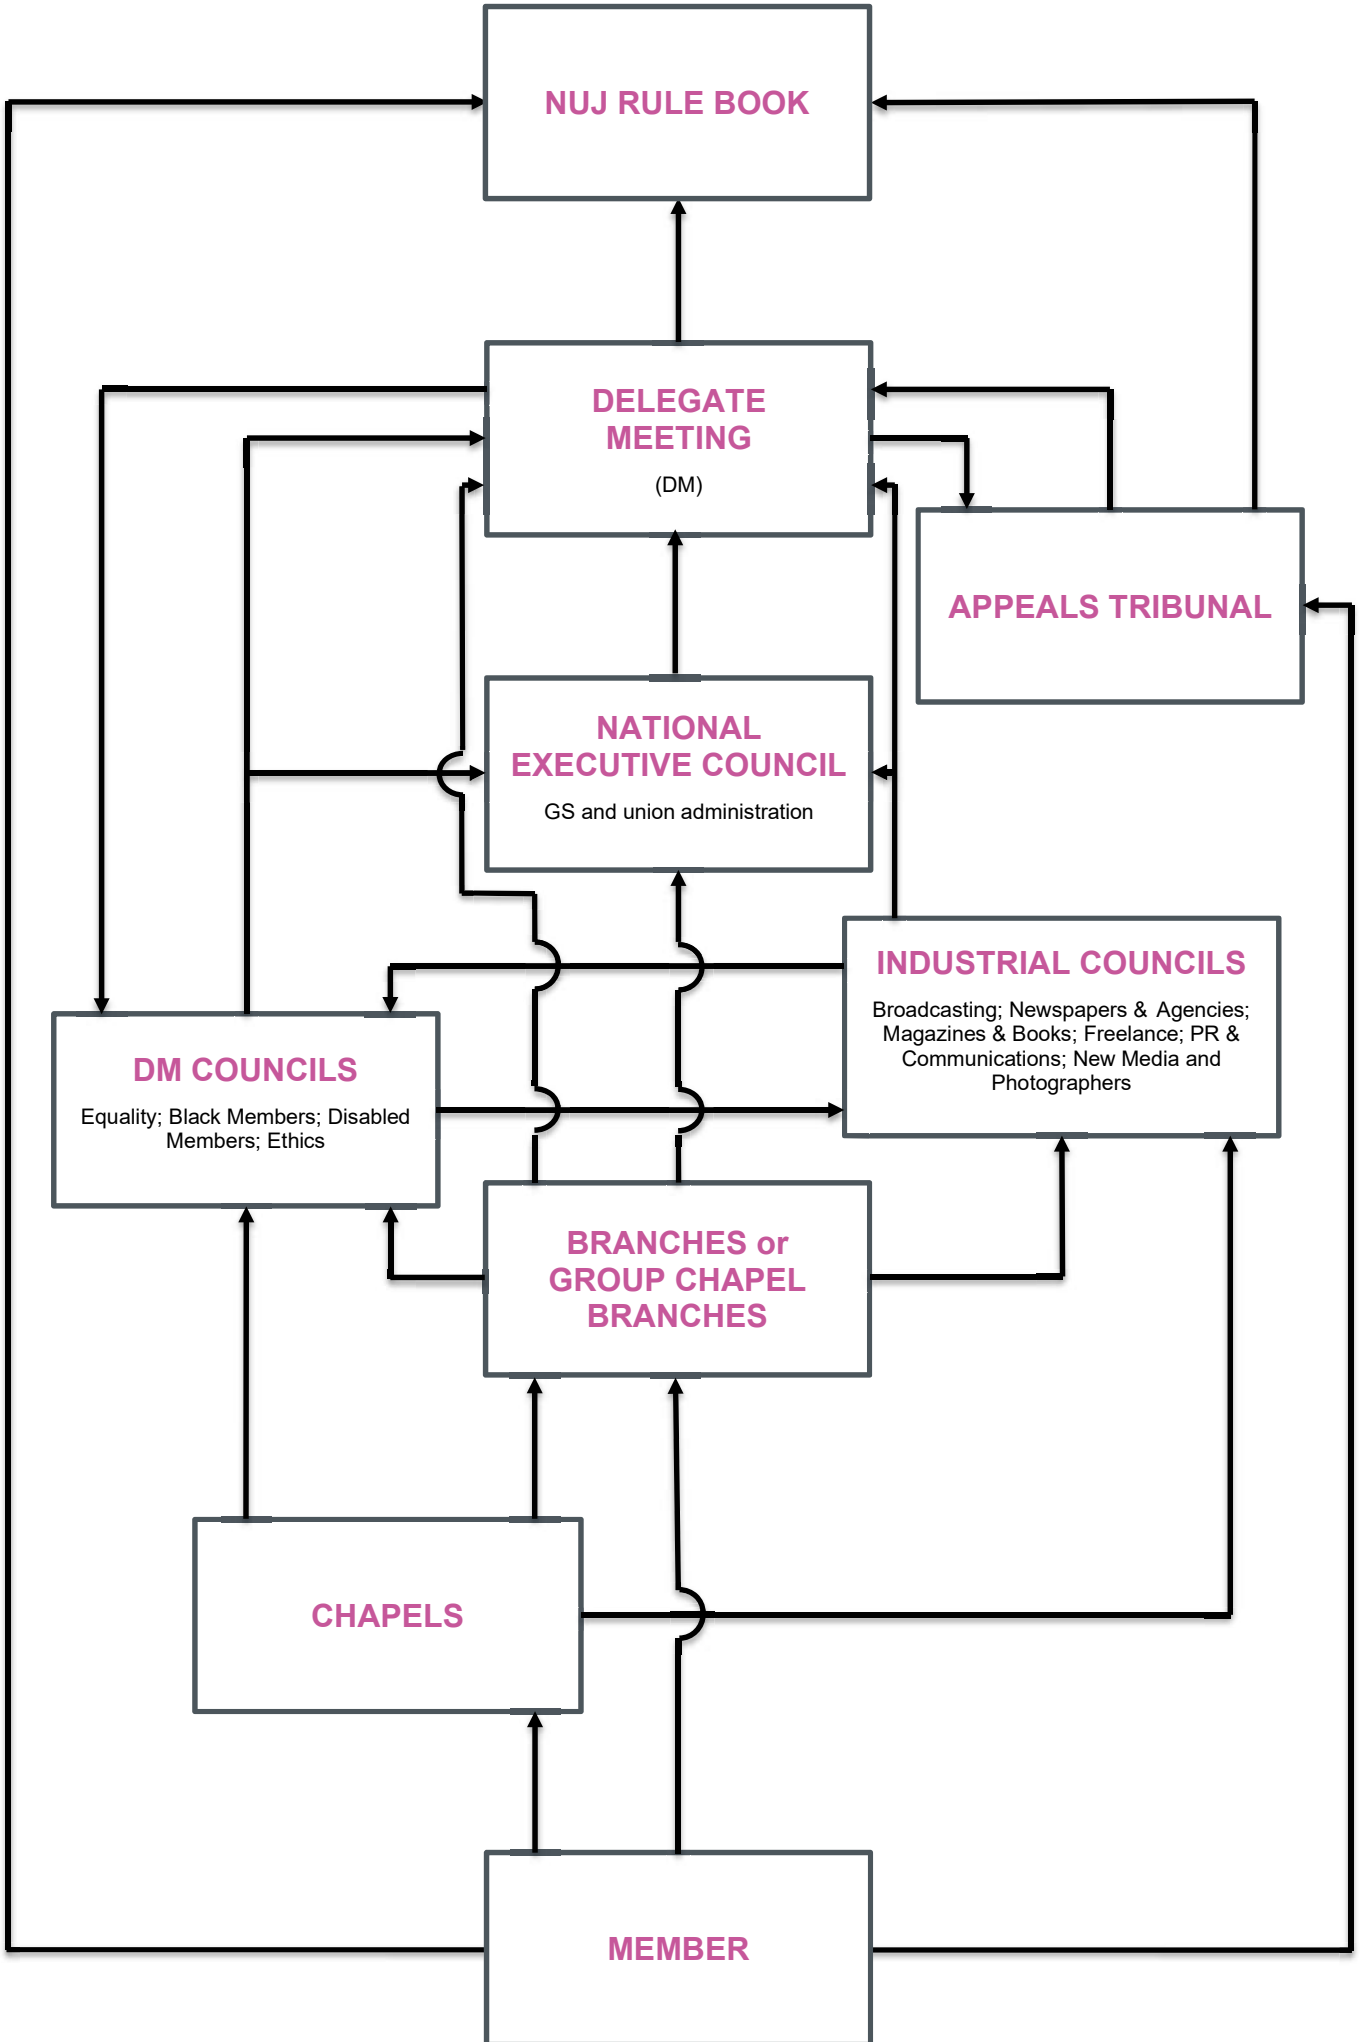 NUJ RULE BOOK
DELEGATE
MEETING
(DM)
APPEALS TRIBUNAL
NATIONAL
EXECUTIVE COUNCIL
GS and union administration
INDUSTRIAL COUNCILS
Broadcasting; Newspapers & Agencies;
Magazines & Books; Freelance; PR &
Communications; New Media and
Photographers
DM COUNCILS
Equality; Black Members; Disabled
Members; Ethics
BRANCHES or
GROUP CHAPEL
BRANCHES
CHAPELS
MEMBER